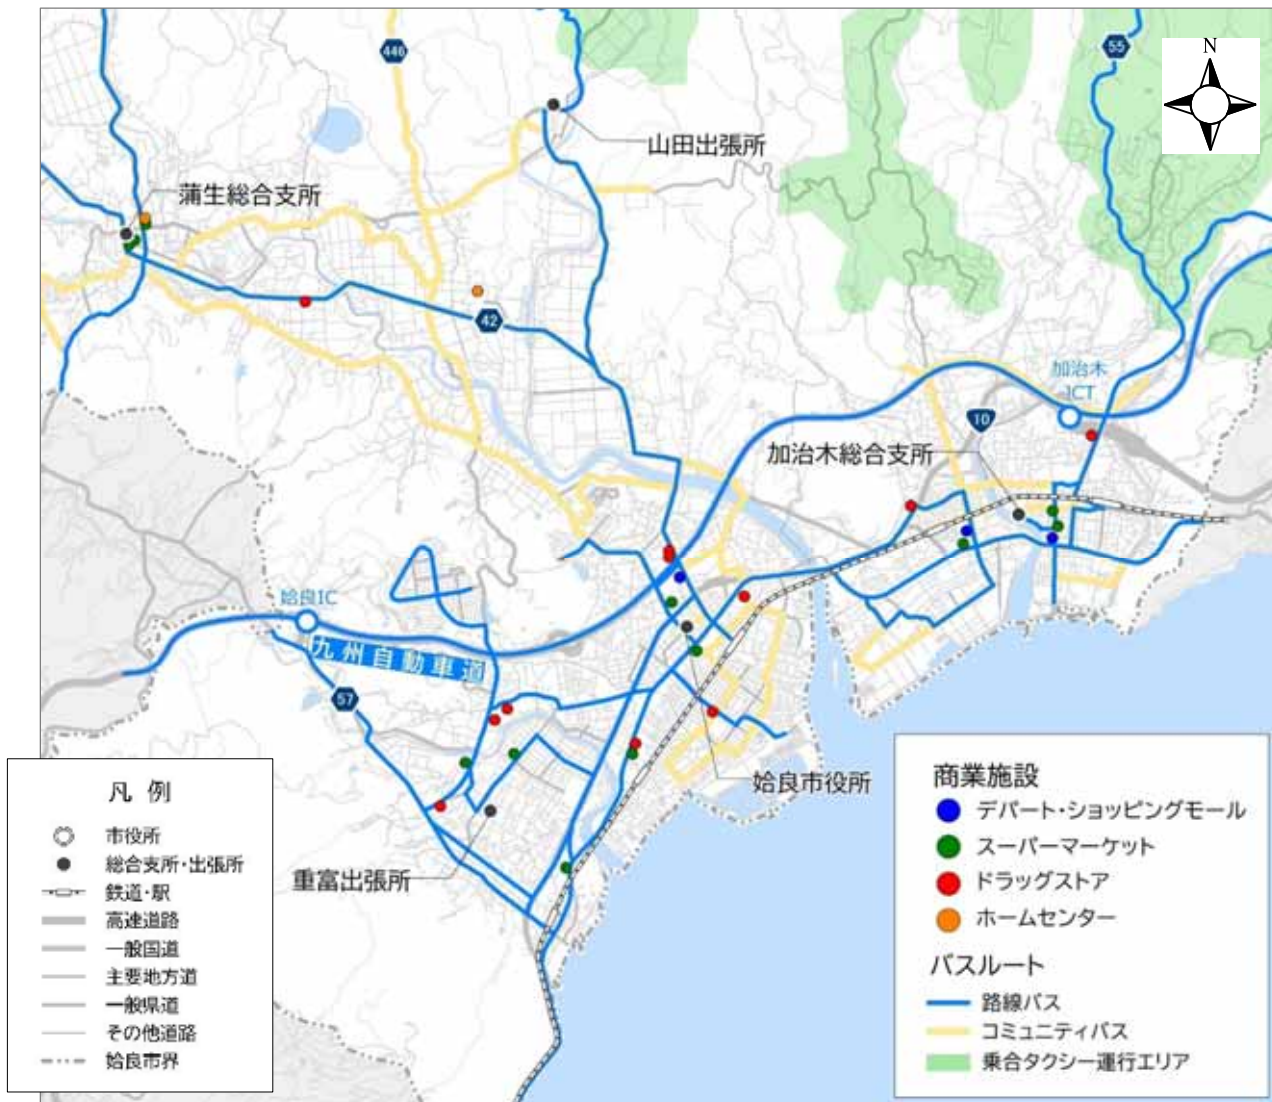 446
55
N
山田出張所
蒲生総合支所
42
加治木
ICT
10
加治木総合支所
姶良IC
九州自動車道
57
姶良市役所
重富出張所
凡 例
市役所
総合支所・出張所
鉄道・駅
高速道路
一般国道
主要地方道
一般県道
その他道路
姶良市界
商業施設
デパート・ショッピングモール
スーパーマーケット
ドラッグストア
ホームセンター
バスルート
路線バス
コミュニティバス
乗合タクシー運行エリア